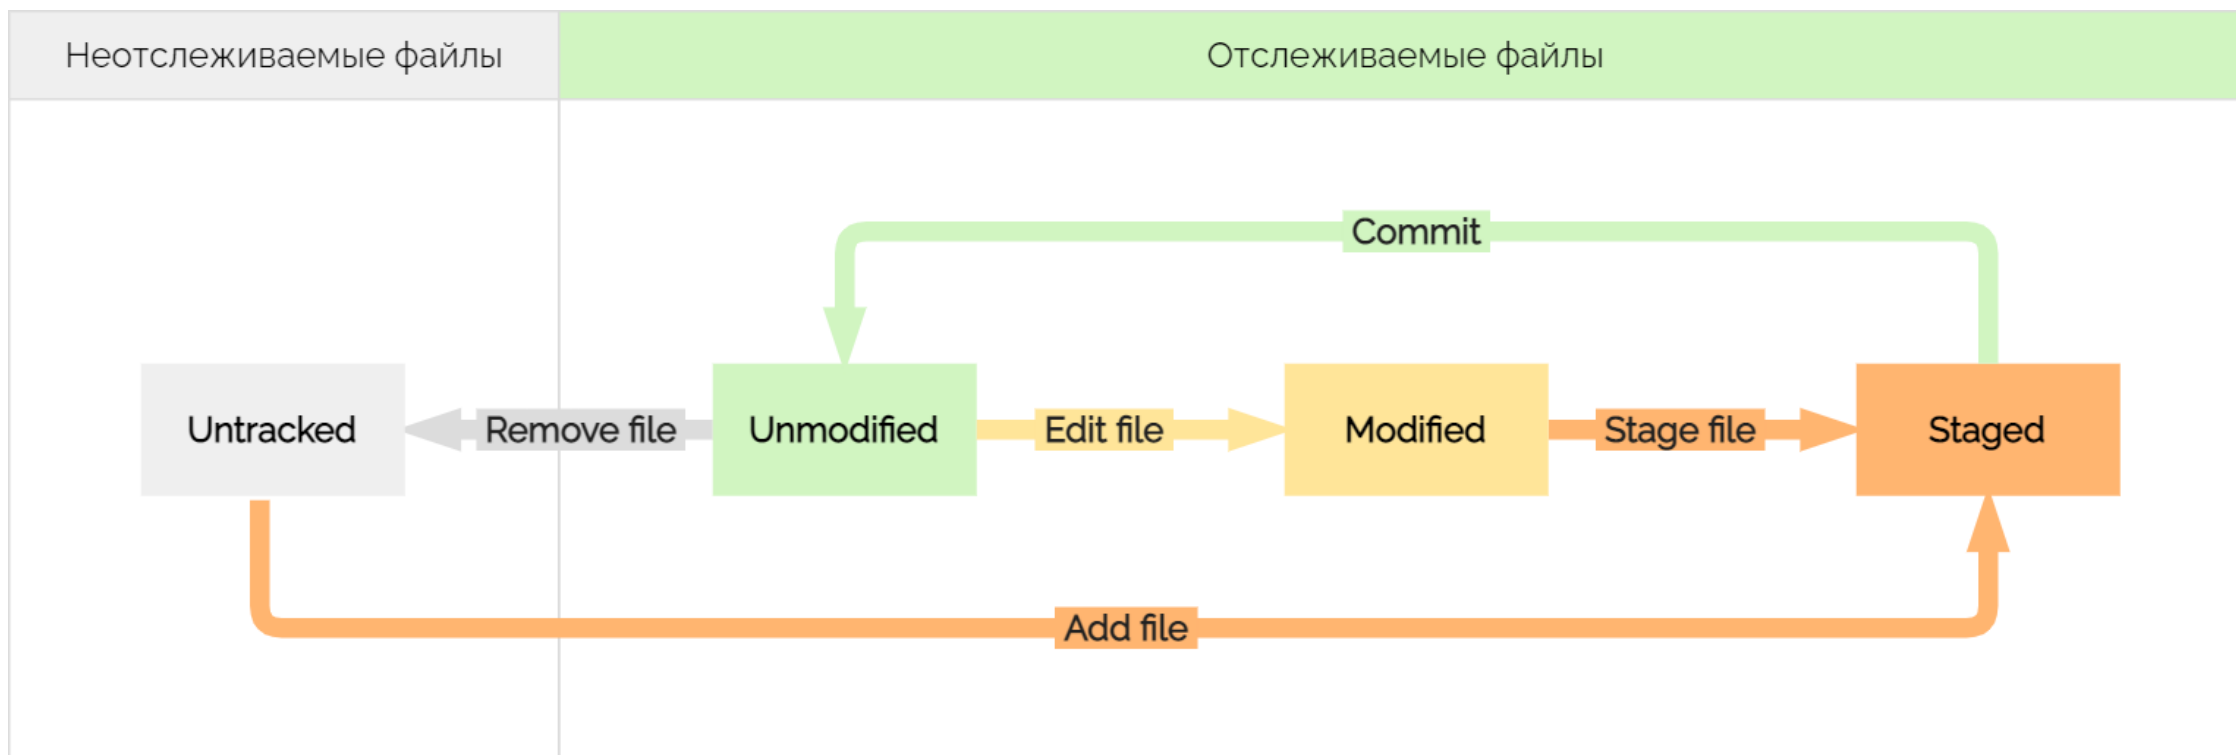 Неотслеживаемые файлы
Отслеживаемые файлы
Commit
Untracked
Remove file
Unmodified
Edit file
Modified
Stage file
Staged
Add file